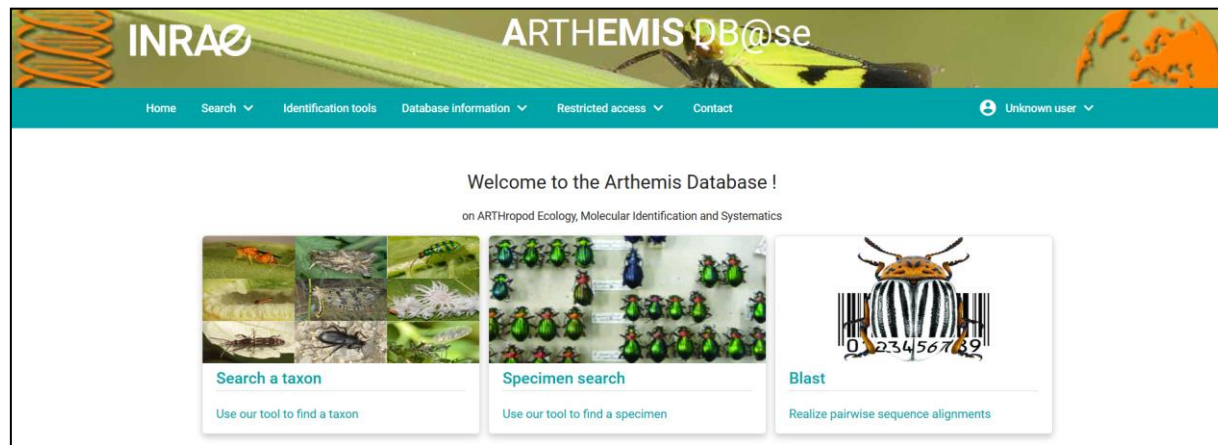 INRAE
ARTHEMIS DB@se
Home Search Identification tools Database information Restricted access Contact Unknown user
Welcome to the Arthemis Database !
on ARTHropod Ecology, Molecular Identification and Systematics
Search a taxon
Use our tool to find a taxon
Specimen search
Use our tool to find a specimen
0 123456789
Blast
Realize pairwise sequence alignments